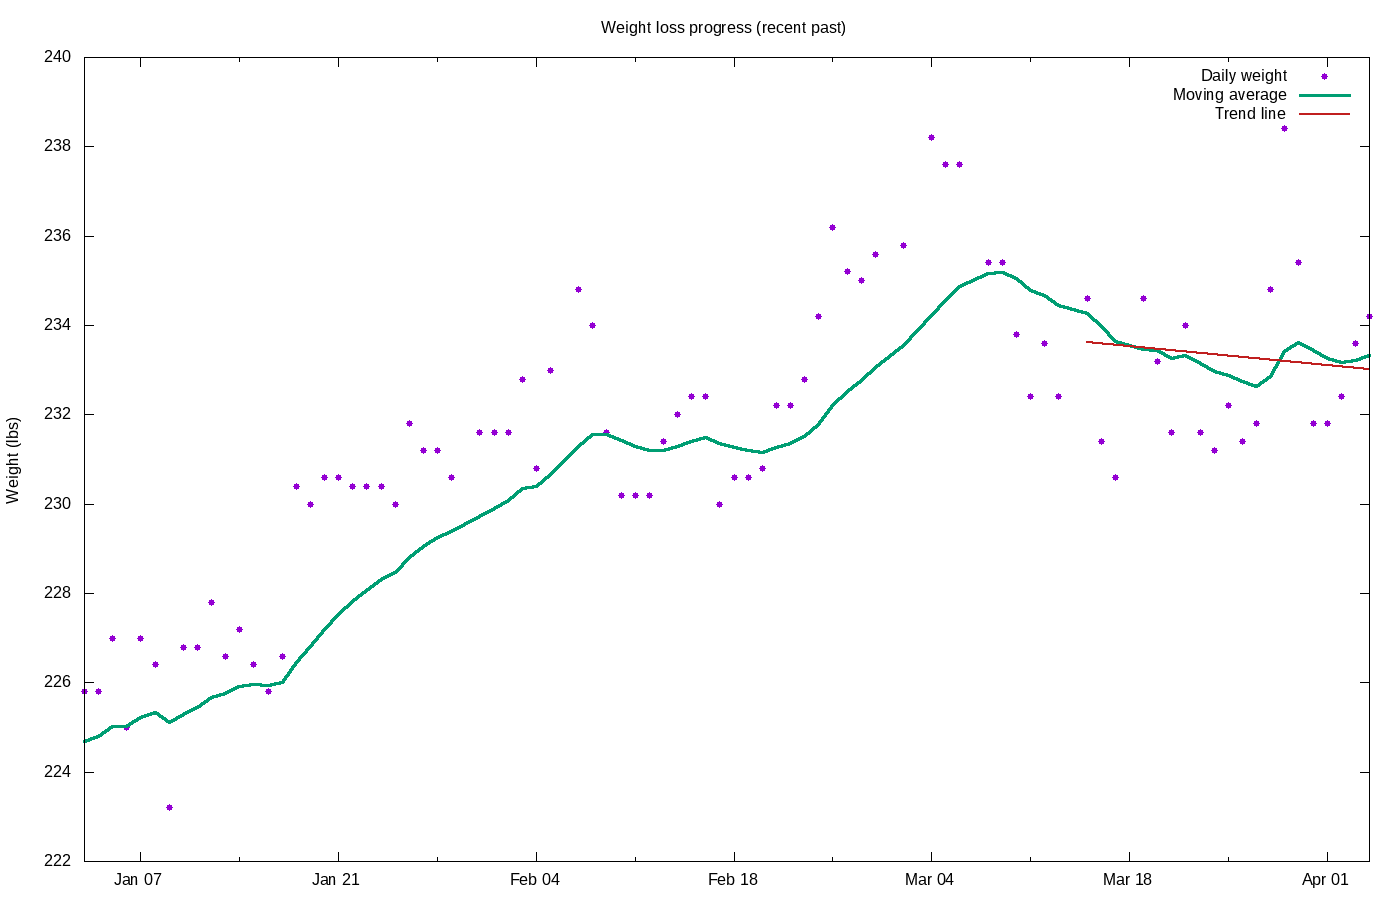 Weight loss progress (recent past)
240
238
236
234
232
230
228
226
224
222
Weight (lbs)
Daily weight
Moving average
Trend line
Jan 07
Jan 21
Feb 04
Feb 18
Mar 04
Mar 18
Apr 01